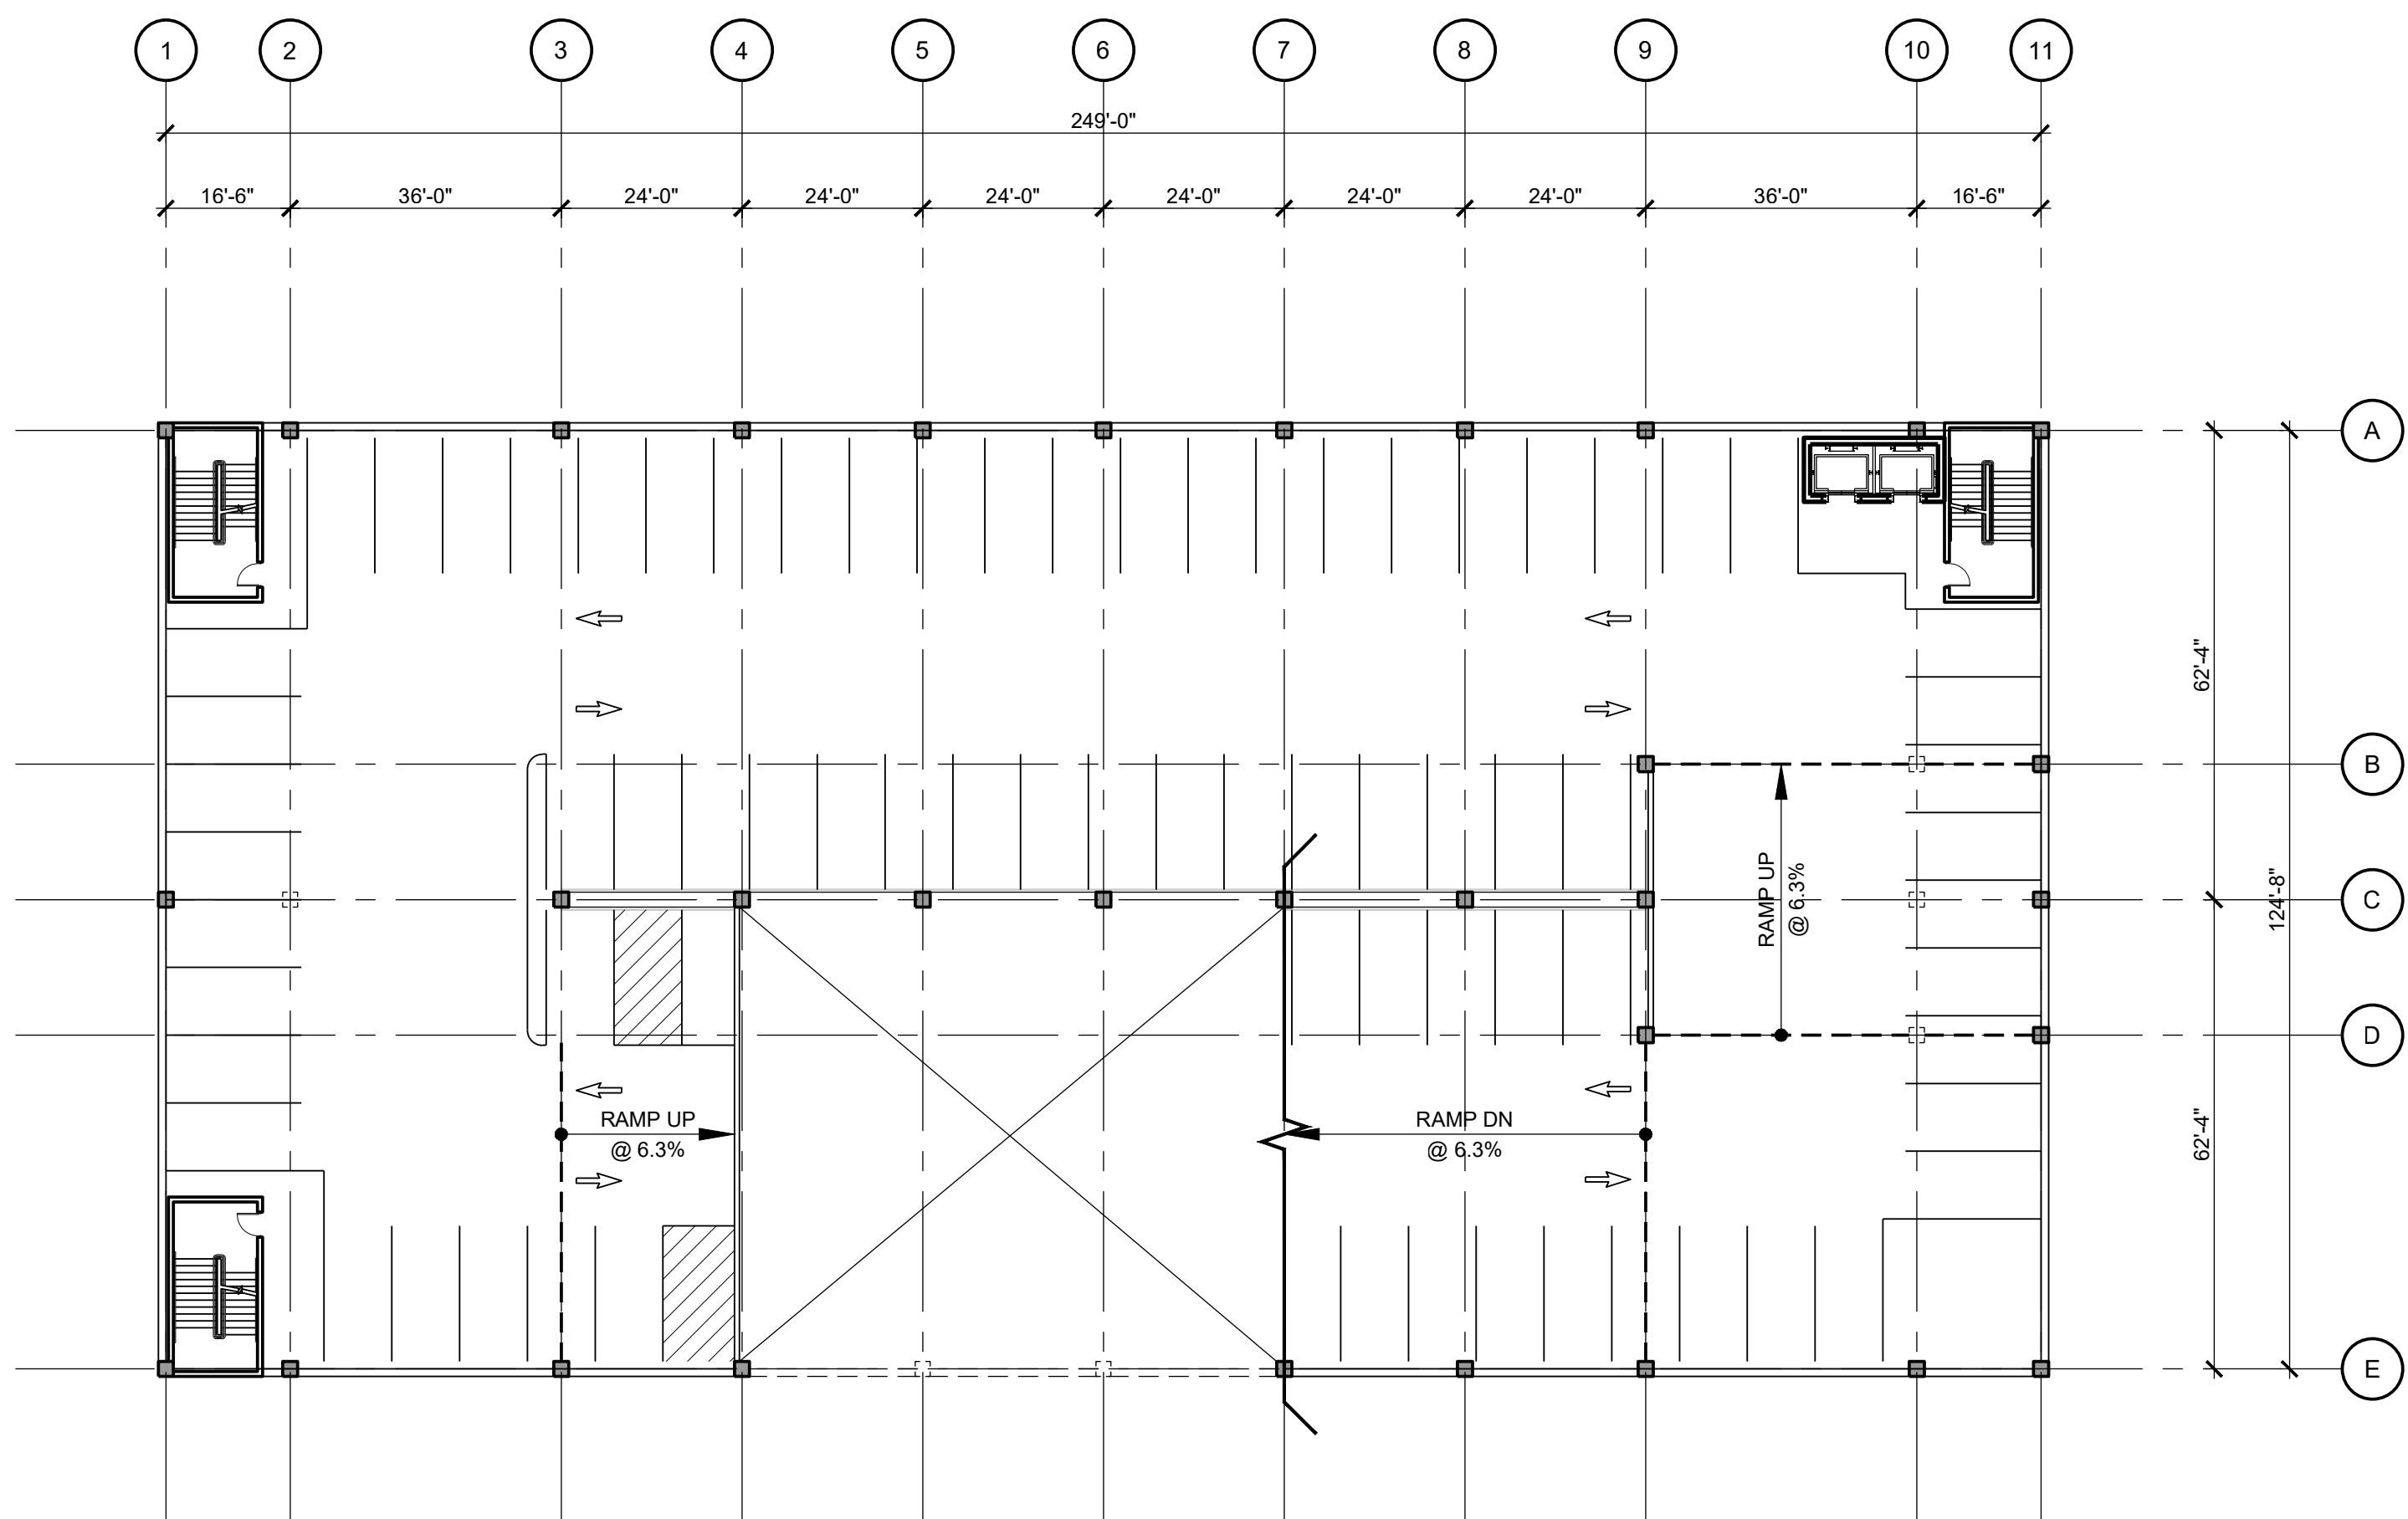 1 2 3 4 5 6 7 8 9 10 11
249'-0"
16'-6" 36'-0" 24'-0" 24'-0" 24'-0" 24'-0" 24'-0" 24'-0" 36'-0" 16'-6"
A
62'-4"
B
RAMP UP
@ 6.3%
C
124'-8"
D
RAMP UP
@ 6.3%
RAMP DN
@ 6.3%
62'-4"
E